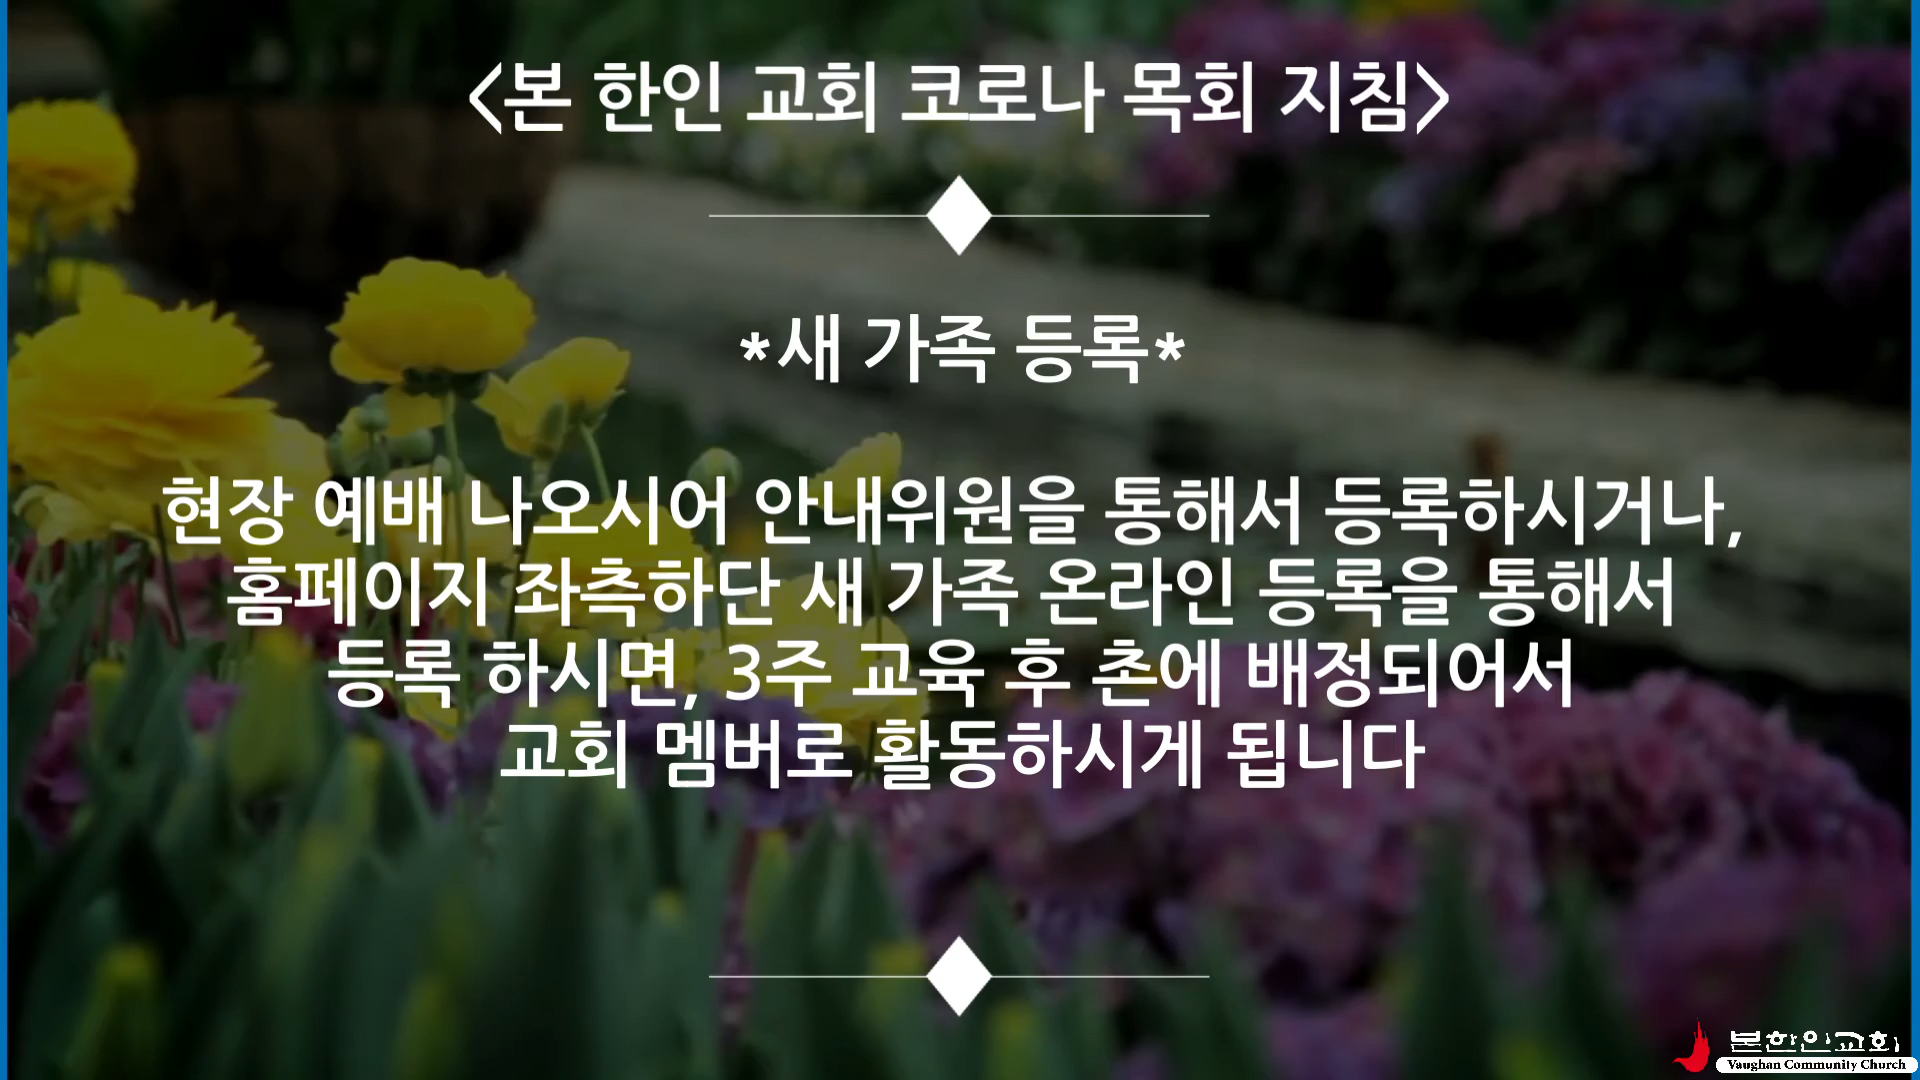 <본 한인 교회 코로나 목회 지침>
*새 가족 등록*
현장 예배 나오시어 안내위원을 통해서 등록하시거나,
홈페이지 좌측하단 새 가족 온라인 등록을 통해서
등록 하시면, 3주 교육 후 촌에 배정되어서
교회 멤버로 활동하시게 됩니다
본한인교회
Vaughan Community Church